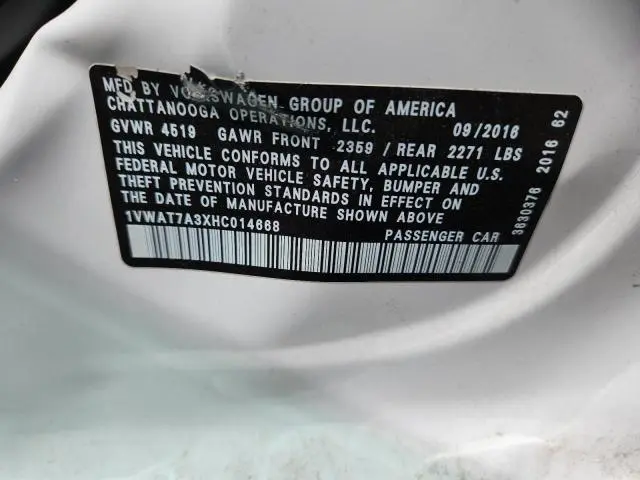 MFD BY VOLKSWAGEN GROUP OF AMERICA
CHATTANOOGA OPERATIONS, LLC. 09/2016
GVWR 4519 GAWR FRONT 2359 / REAR 2271 LBS
THIS VEHICLE CONFORMS TO ALL APPLICABLE U.S.
FEDERAL MOTOR VEHICLE SAFETY, BUMPER AND
THEFT PREVENTION STANDARDS IN EFFECT ON
THE DATE OF MANUFACTURE SHOWN ABOVE
1VWAT7A3XHC014668 PASSENGER CAR
3630376 2016 62